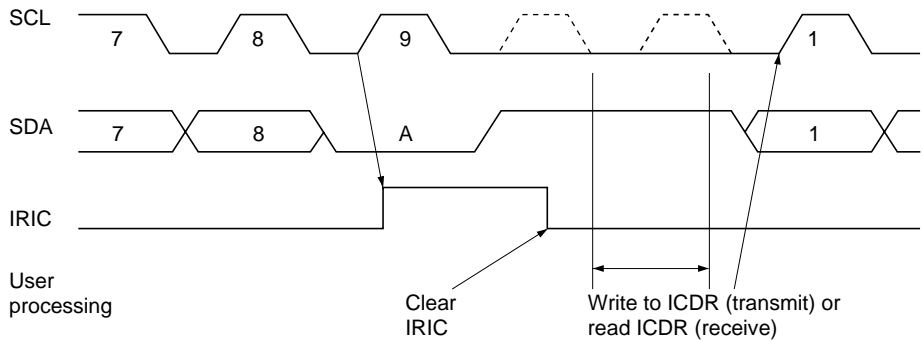 SCL
7
8
9
1
SDA
7
8
A
1
IRIC
User
processing
Clear
IRIC
Write to ICDR (transmit) or
read ICDR (receive)